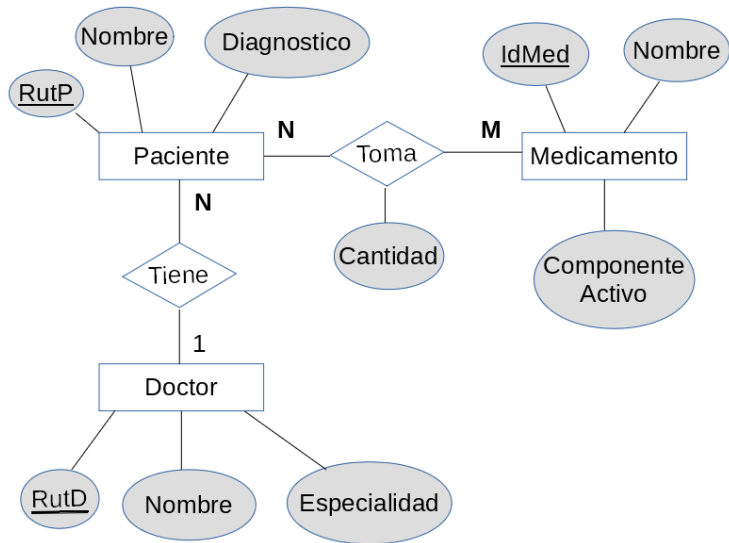 Nombre
Diagnostico
IdMed
Nombre
RutP
Paciente
N
Toma
M
Medicamento
N
Cantidad
Componente
Activo
Tiene
1
Doctor
RutD
Nombre
Especialidad